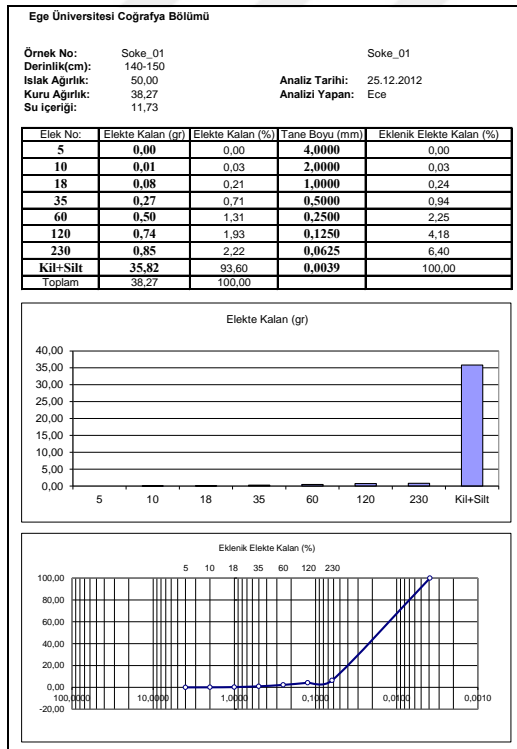 Ege Üniversitesi Coğrafya Bölümü
Örnek No: Soke_01 Soke_01
Derinlik(cm): 140-150
Islak Ağırlık: 50,00 Analiz Tarihi: 25.12.2012
Kuru Ağırlık: 38,27 Analizi Yapan: Ece
Su içeriği: 11,73
Elek No: Elekte Kalan (gr) Elekte Kalan (%) Tane Boyu (mm) Eklenik Elekte Kalan (%)
5 0,00 0,00 4,0000 0,00
10 0,01 0,03 2,0000 0,03
18 0,08 0,21 1,0000 0,24
35 0,27 0,71 0,5000 0,94
60 0,50 1,31 0,2500 2,25
120 0,74 1,93 0,1250 4,18
230 0,85 2,22 0,0625 6,40
Kil+Silt 35,82 93,60 0,0039 100,00
Toplam 38,27 100,00
Elekte Kalan (gr)
40,00
35,00
30,00
25,00
20,00
15,00
10,00
5,00
0,00
5 10 18 35 60 120 230 Kil+Silt
Eklenik Elekte Kalan (%)
5 10 18 35 60 120 230
100,00
80,00
60,00
40,00
20,00
0,00
100,0000 10,0000 1,0000 0,1000 0,0100 0,0010
-20,00